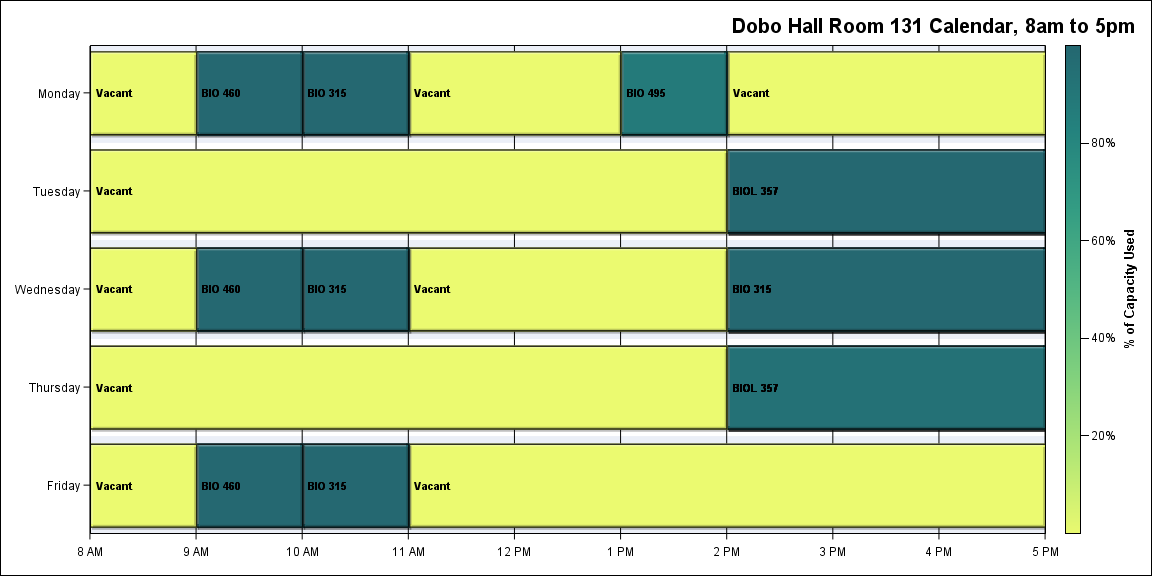 Dobo Hall Room 131 Calendar, 8am to 5pm
Monday Vacant BIO 460 BIO 315 Vacant BIO 495 Vacant
Tuesday Vacant BIOL 357
Wednesday Vacant BIO 460 BIO 315 Vacant BIO 315
Thursday Vacant BIOL 357
Friday Vacant BIO 460 BIO 315 Vacant
8 AM 9 AM 10 AM 11 AM 12 PM 1 PM 2 PM 3 PM 4 PM 5 PM
80%
60%
40%
20%
% of Capacity Used